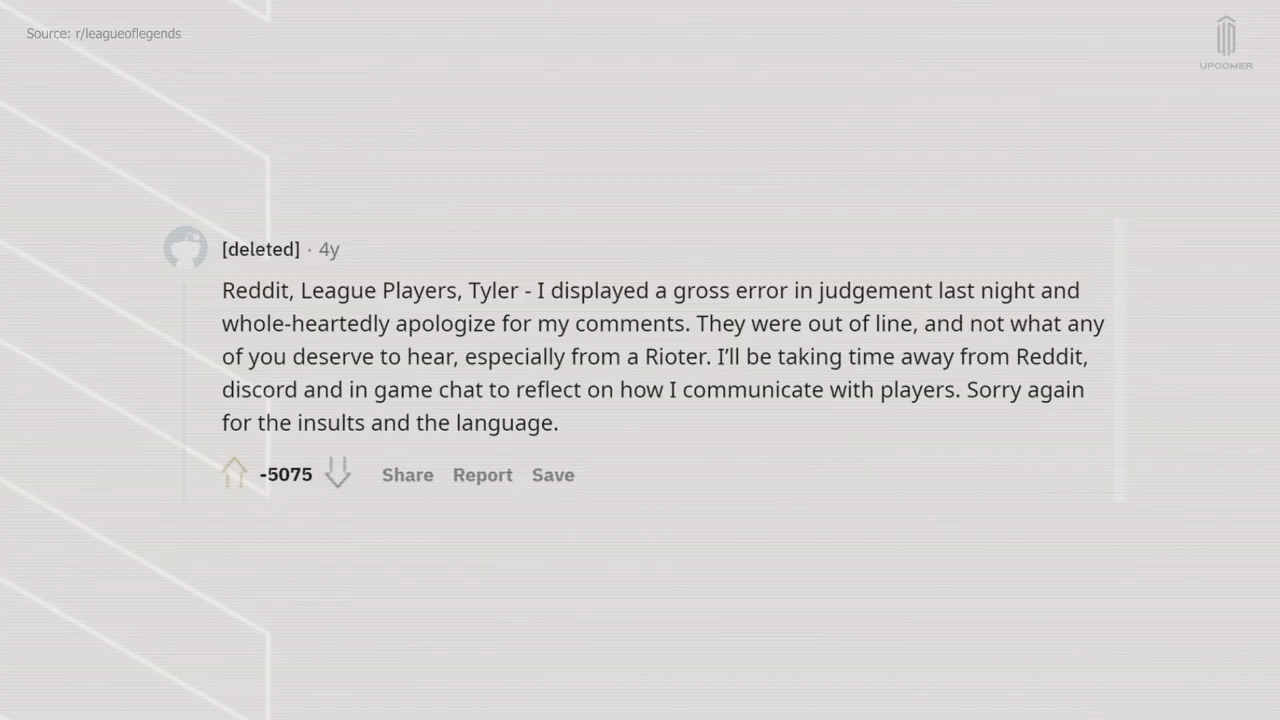 Source: r/leagueoflegends
UPCOMER
[deleted] · 4y
Reddit, League Players, Tyler - I displayed a gross error in judgement last night and
whole-heartedly apologize for my comments. They were out of line, and not what any
of you deserve to hear, especially from a Rioter. I’ll be taking time away from Reddit,
discord and in game chat to reflect on how I communicate with players. Sorry again
for the insults and the language.
-5075 Share Report Save